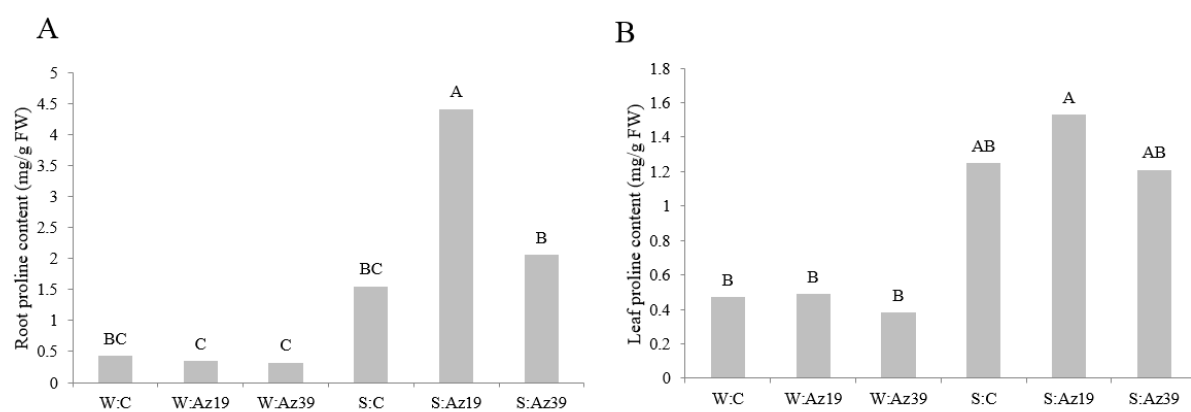 A
Root proline content (mg/g FW)
5
4.5
4
3.5
3
2.5
2
1.5
1
0.5
0
BC
C
C
BC
A
B
W:C W:Az19 W:Az39 S:C S:Az19 S:Az39
B
Leaf proline content (mg/g FW)
1.8
1.6
1.4
1.2
1
0.8
0.6
0.4
0.2
0
B
B
B
AB
A
AB
W:C W:Az19 W:Az39 S:C S:Az19 S:Az39